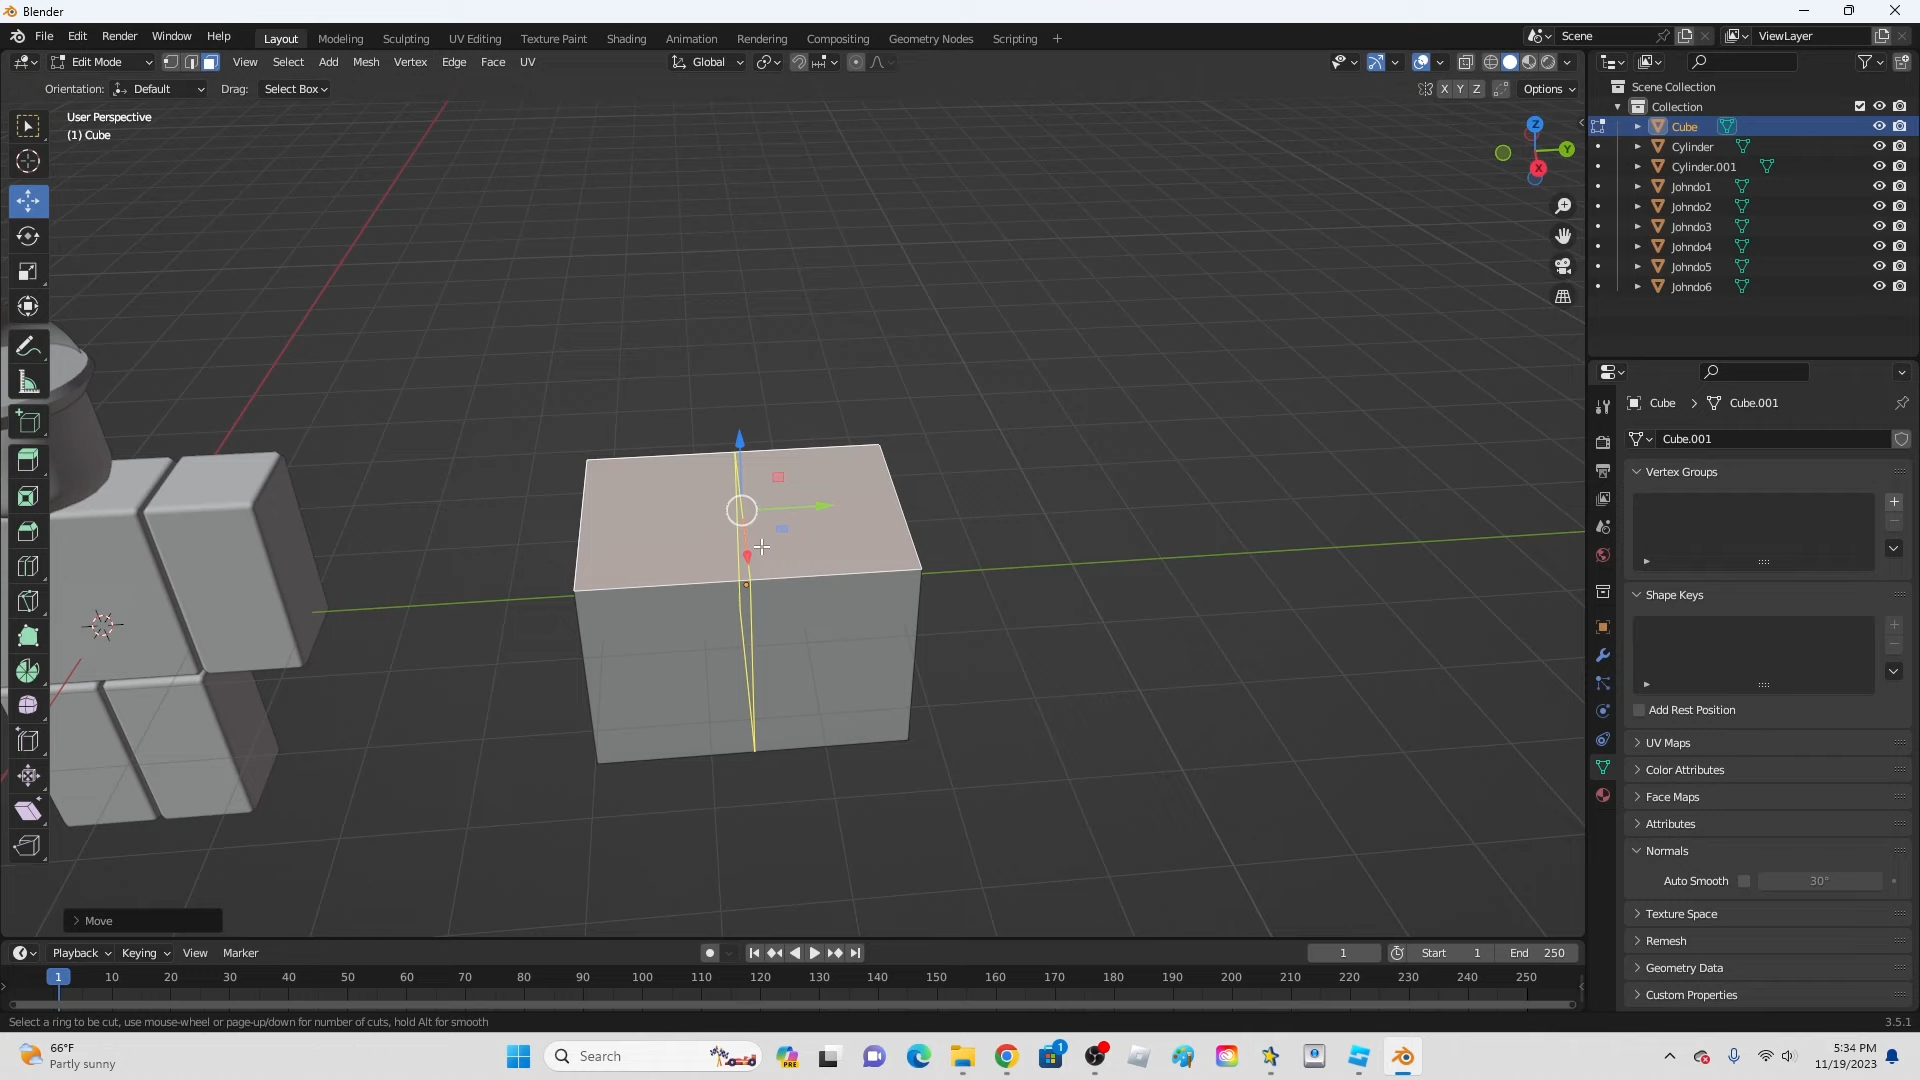 Blender
File Edit Render Window Help
Layout Modeling Sculpting UV Editing Texture Paint Shading Animation Rendering Compositing Geometry Nodes Scripting +
Scene
ViewLayer
Edit Mode View Select Add Mesh Vertex Edge Face UV
Global
Orientation: Default Drag: Select Box
X Y Z Options
User Perspective
(1) Cube
Z
Y
X
Scene Collection
Collection
Cube
Cylinder
Cylinder.001
Johndo1
Johndo2
Johndo3
Johndo4
Johndo5
Johndo6
Cube > Cube.001
Cube.001
Vertex Groups
Shape Keys
Add Rest Position
UV Maps
Color Attributes
Face Maps
Attributes
Normals
Auto Smooth 30°
Texture Space
Remesh
Geometry Data
Custom Properties
> Move
Playback Keying View Marker
1 Start 1 End 250
1 10 20 30 40 50 60 70 80 90 100 110 120 130 140 150 160 170 180 190 200 210 220 230 240 250
Select a ring to be cut, use mouse-wheel or page-up/down for number of cuts, hold Alt for smooth
3.5.1
66°F
Partly sunny
Search
PRE
1
5:34 PM
11/19/2023